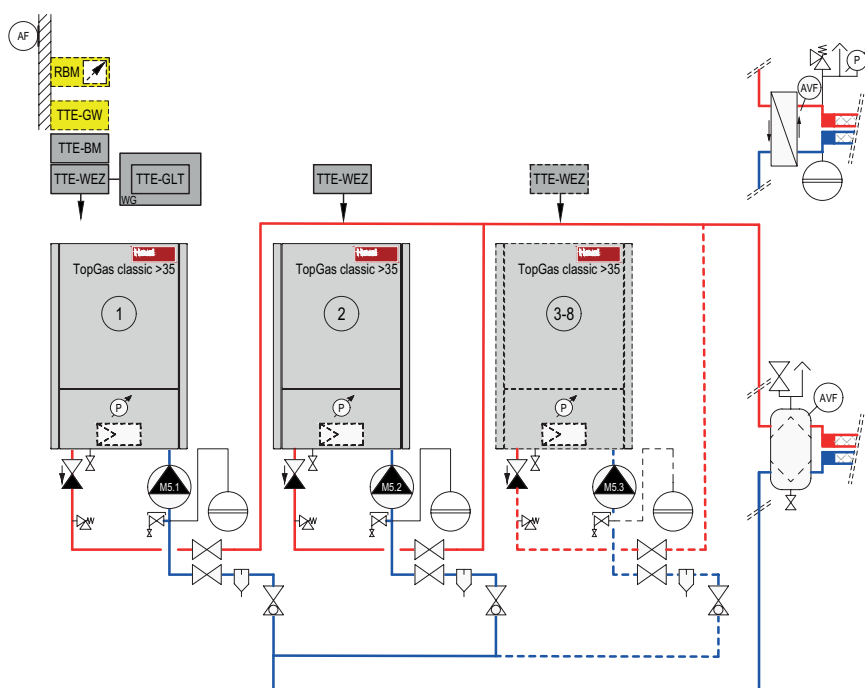 AF
RBM
TTE-GW
TTE-BM
TTE-WEZ
TTE-GLT
WG
TTE-WEZ
TTE-WEZ
P
AVF
TopGas classic >35
1
P
M5.1
W
TopGas classic >35
2
P
M5.2
W
TopGas classic >35
3-8
P
M5.3
W
AVF